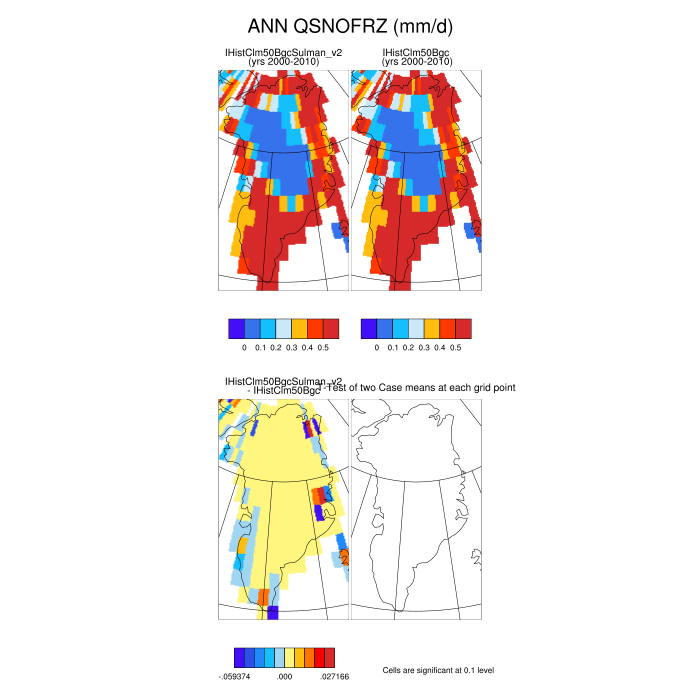 ANN QSNOFRZ (mm/d)
IHistClm50BgcSulman_v2
(yrs 2000-2010)
IHistClm50Bgc
(yrs 2000-2010)
0 0.1 0.2 0.3 0.4 0.5
0 0.1 0.2 0.3 0.4 0.5
IHistClm50BgcSulman_v2
- IHistClm50Bgc
Test of two Case means at each grid point
-.059374 .000 .027166
Cells are significant at 0.1 level